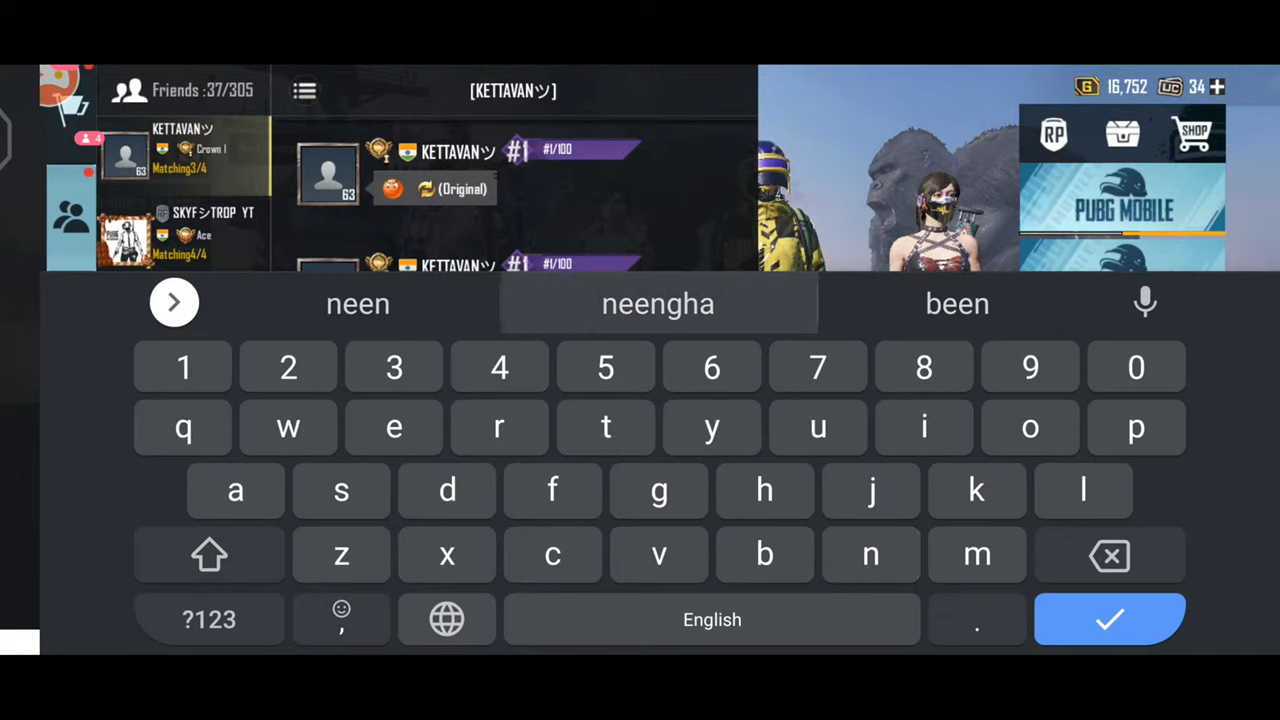 Friends :37/305
[KETTAVANツ]
G 16,752 UC 34 +
KETTAVANツ
Crown I
63 Matching3/4
KETTAVANツ #1 #1/100
63 (Original)
RP SHOP
PUBG MOBILE
SKYFシTROP YT
Ace
Matching4/4
KETTAVANツ #1 #1/100
4
neen neengha been
1 2 3 4 5 6 7 8 9 0
q w e r t y u i o p
a s d f g h j k l
z x c v b n m
?123 , English .